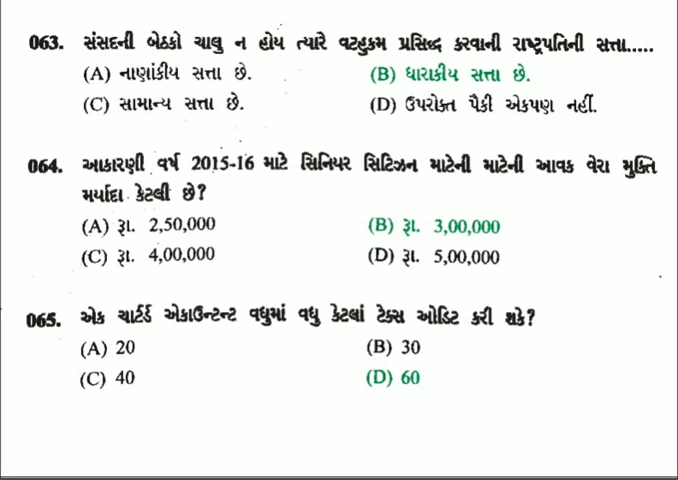 063. સંસદની બેઠકો ચાલુ ન હોય ત્યારે વટહુકમ પ્રસિદ્ધ કરવાની રાષ્ટ્રપતિની સત્તા.....
(A) નાણાંકીય સત્તા છે. (B) ધારાકીય સત્તા છે.
(C) સામાન્ય સત્તા છે. (D) ઉપરોક્ત પૈકી એકપણ નહીં.
064. આકારણી વર્ષ 2015-16 માટે સિનિયર સિટિઝન માટેની માટેની આવક વેરા મુક્તિ
મર્યાદા કેટલી છે?
(A) રૂા. 2,50,000 (B) રૂા. 3,00,000
(C) રૂા. 4,00,000 (D) રૂા. 5,00,000
065. એક ચાર્ટર્ડ એકાઉન્ટન્ટ વધુમાં વધુ કેટલાં ટેક્સ ઓડિટ કરી શકે?
(A) 20 (B) 30
(C) 40 (D) 60